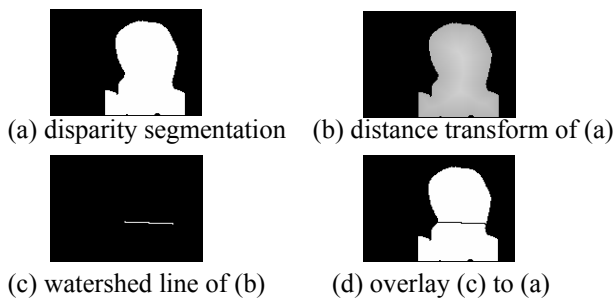 (a) disparity segmentation
(b) distance transform of (a)
(c) watershed line of (b)
(d) overlay (c) to (a)